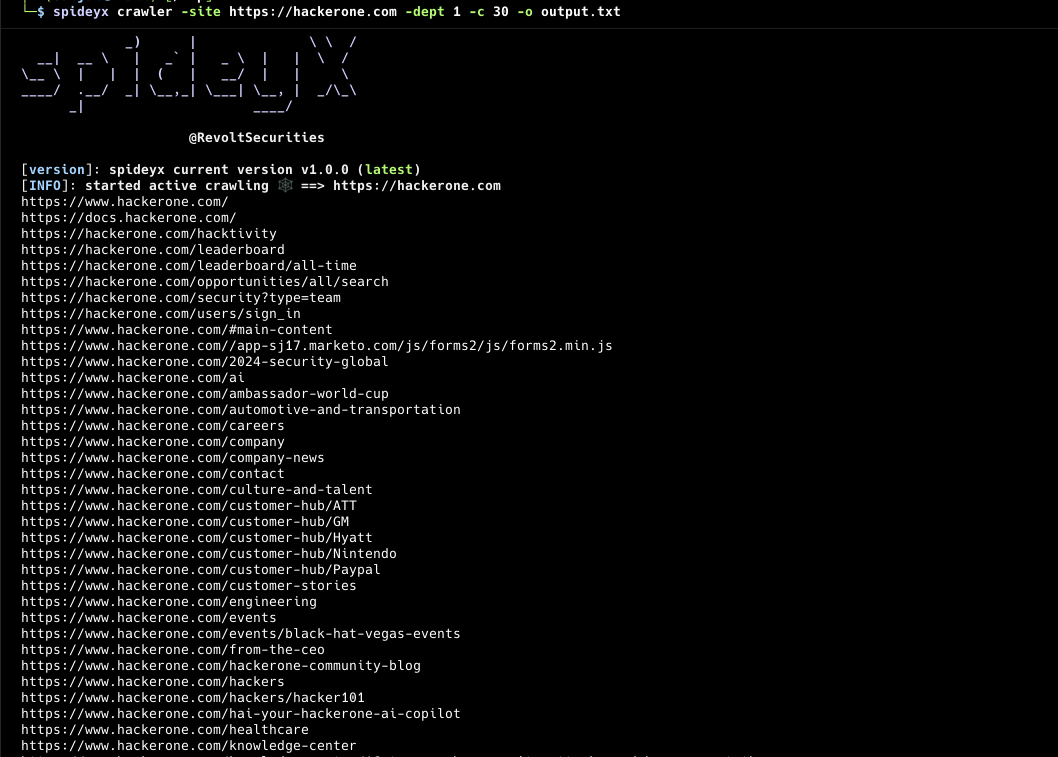 └─$ spideyx crawler -site https://hackerone.com -dept 1 -c 30 -o output.txt
spideyX
@RevoltSecurities
[version]: spideyx current version v1.0.0 (latest)
[INFO]: started active crawling 🕸️ ==> https://hackerone.com
https://www.hackerone.com/
https://docs.hackerone.com/
https://hackerone.com/hacktivity
https://hackerone.com/leaderboard
https://hackerone.com/leaderboard/all-time
https://hackerone.com/opportunities/all/search
https://hackerone.com/security?type=team
https://hackerone.com/users/sign_in
https://www.hackerone.com/#main-content
https://www.hackerone.com//app-sj17.marketo.com/js/forms2/js/forms2.min.js
https://www.hackerone.com/2024-security-global
https://www.hackerone.com/ai
https://www.hackerone.com/ambassador-world-cup
https://www.hackerone.com/automotive-and-transportation
https://www.hackerone.com/careers
https://www.hackerone.com/company
https://www.hackerone.com/company-news
https://www.hackerone.com/contact
https://www.hackerone.com/culture-and-talent
https://www.hackerone.com/customer-hub/ATT
https://www.hackerone.com/customer-hub/GM
https://www.hackerone.com/customer-hub/Hyatt
https://www.hackerone.com/customer-hub/Nintendo
https://www.hackerone.com/customer-hub/Paypal
https://www.hackerone.com/customer-stories
https://www.hackerone.com/engineering
https://www.hackerone.com/events
https://www.hackerone.com/events/black-hat-vegas-events
https://www.hackerone.com/from-the-ceo
https://www.hackerone.com/hackerone-community-blog
https://www.hackerone.com/hackers
https://www.hackerone.com/hackers/hacker101
https://www.hackerone.com/hai-your-hackerone-ai-copilot
https://www.hackerone.com/healthcare
https://www.hackerone.com/knowledge-center